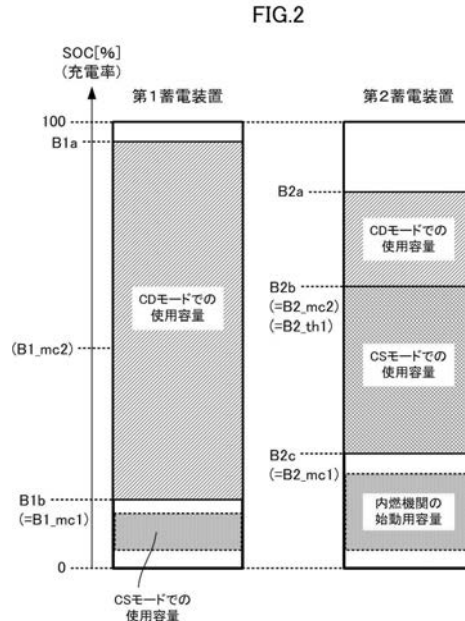 FIG.2
SOC[%]
(充電率)
第1蓄電装置
第2蓄電装置
100
B1a
B2a
CDモードでの
使用容量
CDモードでの
使用容量
B2b
(=B2_mc2)
(=B2_th1)
(B1_mc2)
CSモードでの
使用容量
B2c
(=B2_mc1)
B1b
(=B1_mc1)
内燃機関の
始動用容量
0
CSモードでの
使用容量